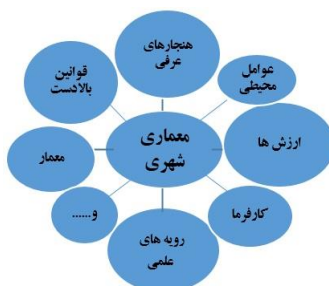 هنجارهای
عرفی
عوامل
محیطی
قوانین
بالادست
ارزش ها
معماری
شهری
معمار
کارفرما
و......
رویه های
علمی